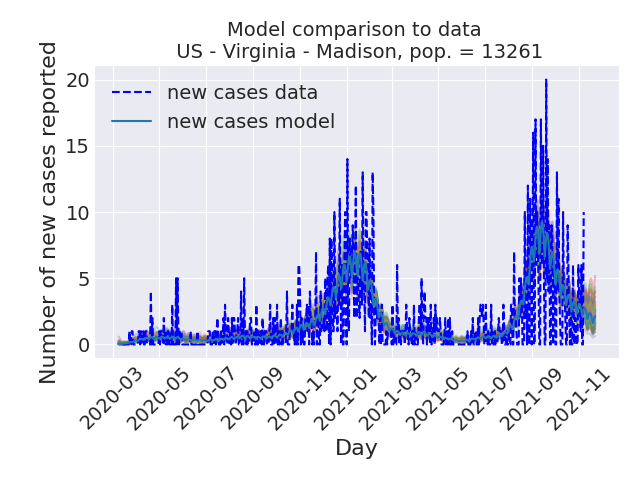 Model comparison to data
US - Virginia - Madison, pop. = 13261
Number of new cases reported
20
15
10
5
0
new cases data
new cases model
2020-03
2020-05
2020-07
2020-09
2020-11
2021-01
2021-03
2021-05
2021-07
2021-09
2021-11
Day